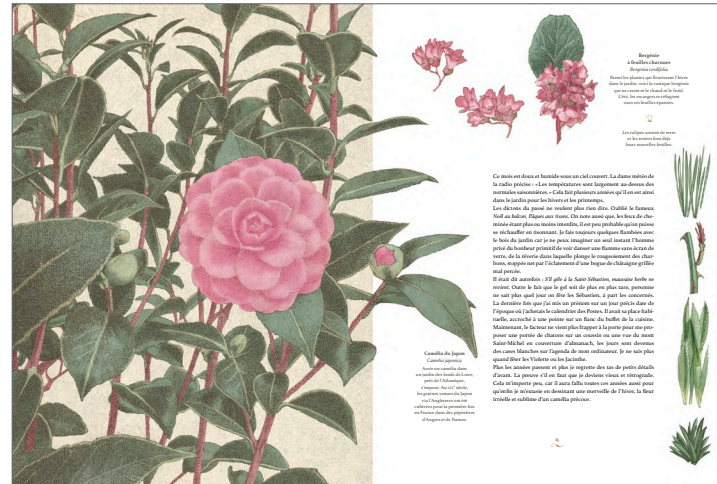 Bergénie
à feuilles charnues
Bergenia cordifolia
Parmi les plantes qui fleurissent l'hiver
dans le jardin, voici la rustique bergénie
qui ne craint ni le chaud ni le froid.
L'été, les escargots se réfugient
sous ses feuilles épaisses.
Les tulipes sortent de terre
et les rosiers font déjà
leurs nouvelles feuilles.
Ce mois est doux et humide sous un ciel couvert. La dame météo de
la radio précise : « Les températures sont largement au-dessus des
normales saisonnières. » Cela fait plusieurs années qu'il en est ainsi
dans le jardin pour les hivers et les printemps.
Les dictons du passé ne veulent plus rien dire. Oublié le fameux
Noël au balcon, Pâques aux tisons. On note aussi que, les feux de che-
minée étant plus ou moins interdits, il est peu probable qu'on puisse
se réchauffer en tisonnant. Je fais toujours quelques flambées avec
le bois du jardin car je ne peux imaginer un seul instant l'homme
privé du bonheur primitif de voir danser une flamme sans écran de
verre, de la rêverie dans laquelle plonge le rougeoiement des char-
bons, stoppée net par l'éclatement d'une bogue de châtaigne grillée
mal percée.
Il était dit autrefois : S'il gèle à la Saint-Sébastien, mauvaise herbe ne
revient. Outre le fait que le gel soit de plus en plus rare, personne
ne sait plus quel jour on fête les Sébastien, à part les concernés.
La dernière fois que j'ai mis un prénom sur un jour précis date de
l'époque où j'achetais le calendrier des Postes. Il avait sa place habi-
tuelle, accroché à une pointe sur un flanc du buffet de la cuisine.
Maintenant, le facteur ne vient plus frapper à la porte pour me pro-
poser une portée de chatons sur un coussin ou une vue du mont
Saint-Michel en couverture d'almanach, les jours sont devenus
des cases blanches sur l'agenda de mon ordinateur. Je ne sais plus
quand fêter les Violette ou les Jacinthe.
Plus les années passent et plus je regrette des tas de petits détails
d'avant. La preuve s'il en faut que je deviens vieux et rétrograde.
Cela m'importe peu, car il aura fallu toutes ces années aussi pour
qu'enfin je m'extasie en dessinant une merveille de l'hiver, la fleur
irréelle et sublime d'un camélia précoce.
Camélia du Japon
Camelia japonica
Avoir un camélia dans
un jardin des bords de Loire,
près de l'Atlantique,
s'impose. Au XIXe siècle,
les graines venues du Japon
via l'Angleterre ont été
cultivées pour la première fois
en France dans des pépinières
d'Angers et de Nantes.